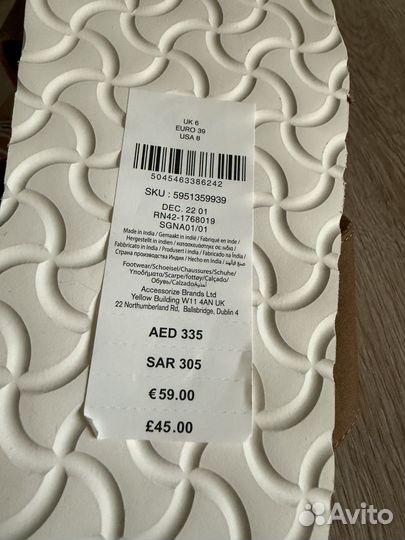 UK 6
EURO 39
USA 8
5045463386242
SKU : 5951359939
DEC. 22 01
RN42-1768019
SGNA01/01
Made in India / Gemaakt in indië / Fabriqué en Inde /
Hergestellt in indien / κατασκευάστηκε σε ινδία /
Fabbricato in India / Produsert i India / Fabricado na Índia /
Страна производства Индия / Hecho en India / صنع في الهند
Footwear/Schoeisel/Chaussures/Schuhe/
Υποδήματα/Scarpe/fottøy/Calçado/
Обувь/Calzado/أحذية
Accessorize Brands Ltd
Yellow Building W11 4AN UK
22 Northumberland Rd, Ballsbridge, Dublin 4
AED 335
SAR 305
€59.00
£45.00
Avito